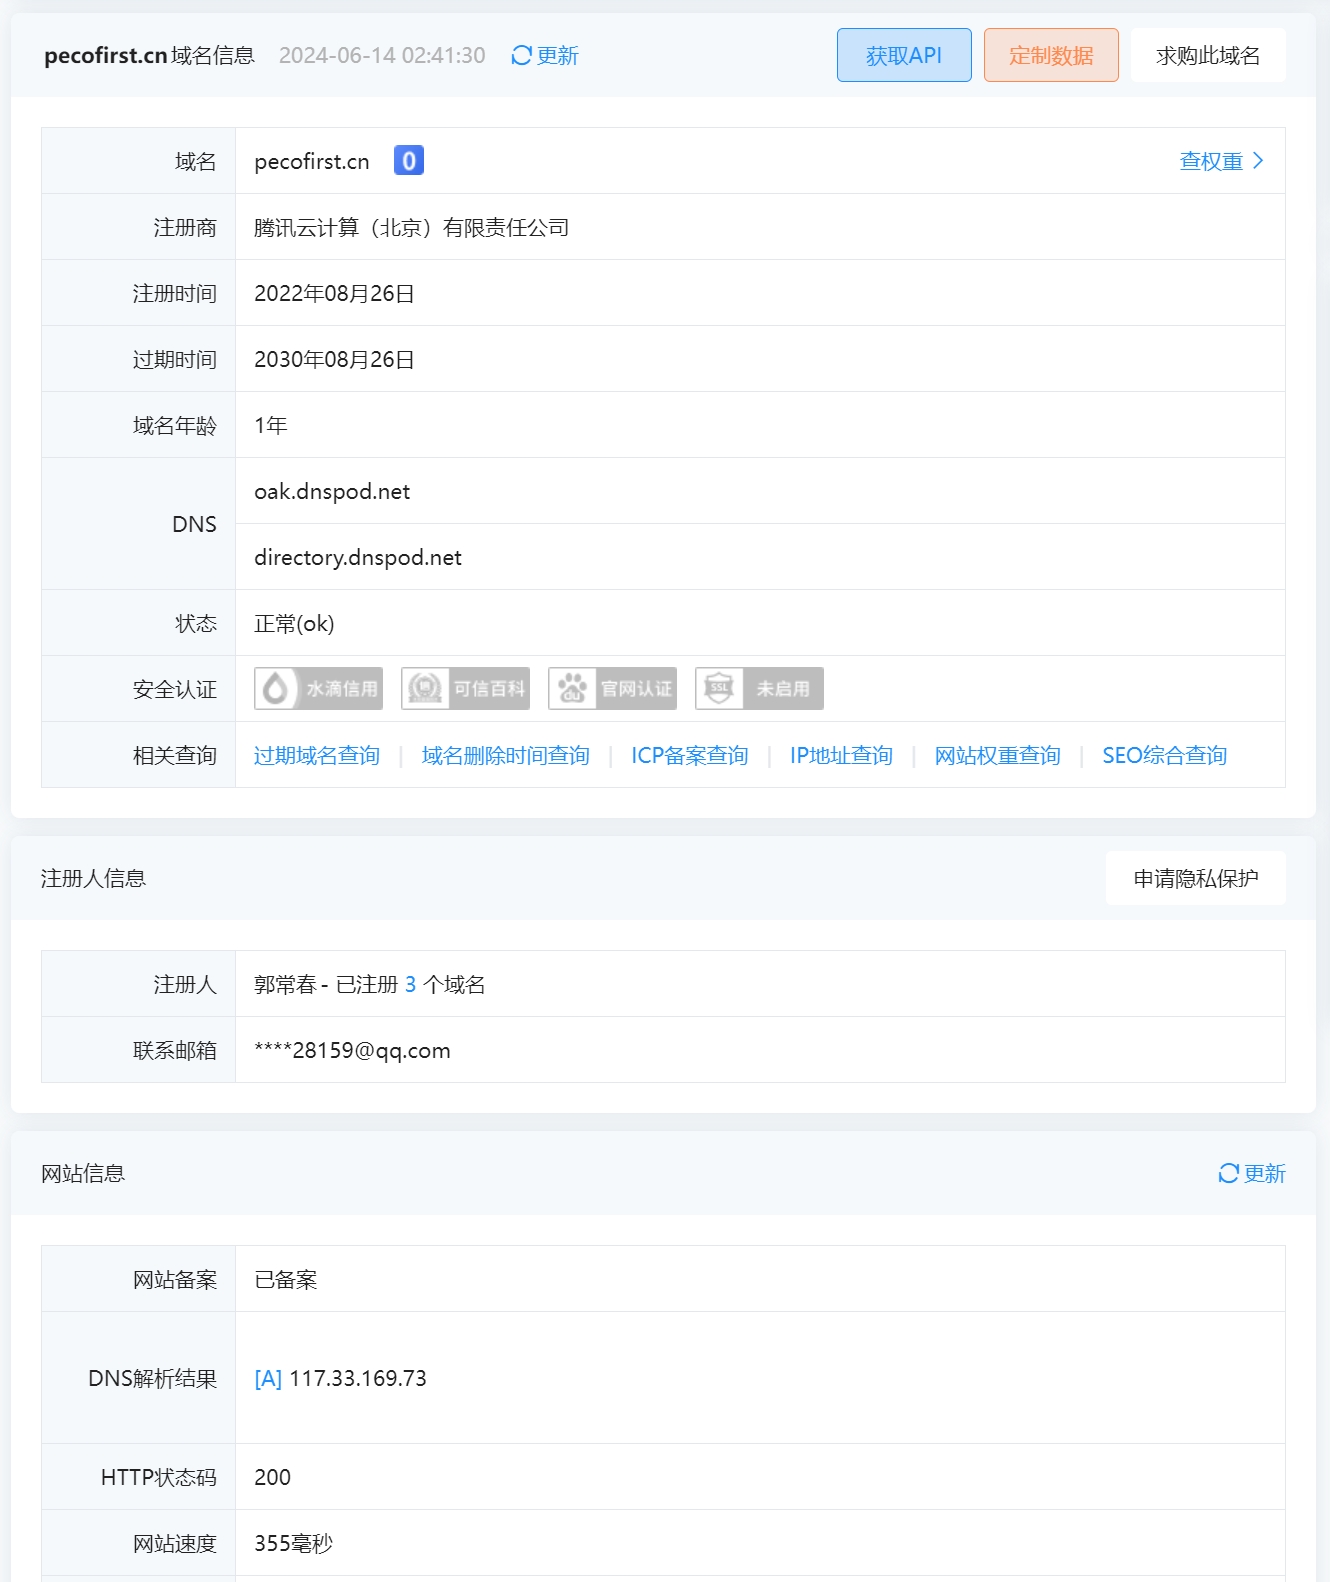 pecofirst.cn域名信息 2024-06-14 02:41:30 更新 获取API 定制数据 求购此域名
域名 pecofirst.cn 0 查权重
注册商 腾讯云计算（北京）有限责任公司
注册时间 2022年08月26日
过期时间 2030年08月26日
域名年龄 1年
DNS oak.dnspod.net
directory.dnspod.net
状态 正常(ok)
安全认证 水滴信用 可信百科 du 官网认证 SSL 未启用
相关查询 过期域名查询 | 域名删除时间查询 | ICP备案查询 | IP地址查询 | 网站权重查询 | SEO综合查询
注册人信息 申请隐私保护
注册人 郭常春 - 已注册 3 个域名
联系邮箱 ****28159@qq.com
网站信息 更新
网站备案 已备案
DNS解析结果 [A] 117.33.169.73
HTTP状态码 200
网站速度 355毫秒